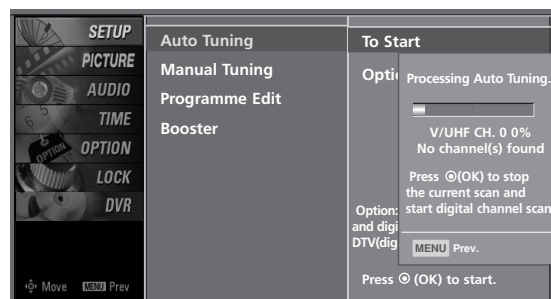 SETUP
PICTURE
AUDIO
TIME
OPTION
LOCK
DVR
Move MENU Prev
Auto Tuning
Manual Tuning
Programme Edit
Booster
To Start
Opti
Option:
and digi
DTV(dig
Press ⊙ (OK) to start.
Processing Auto Tuning.
V/UHF CH. 0 0%
No channel(s) found
Press ⊙(OK) to stop
the current scan and
start digital channel scan
MENU Prev.